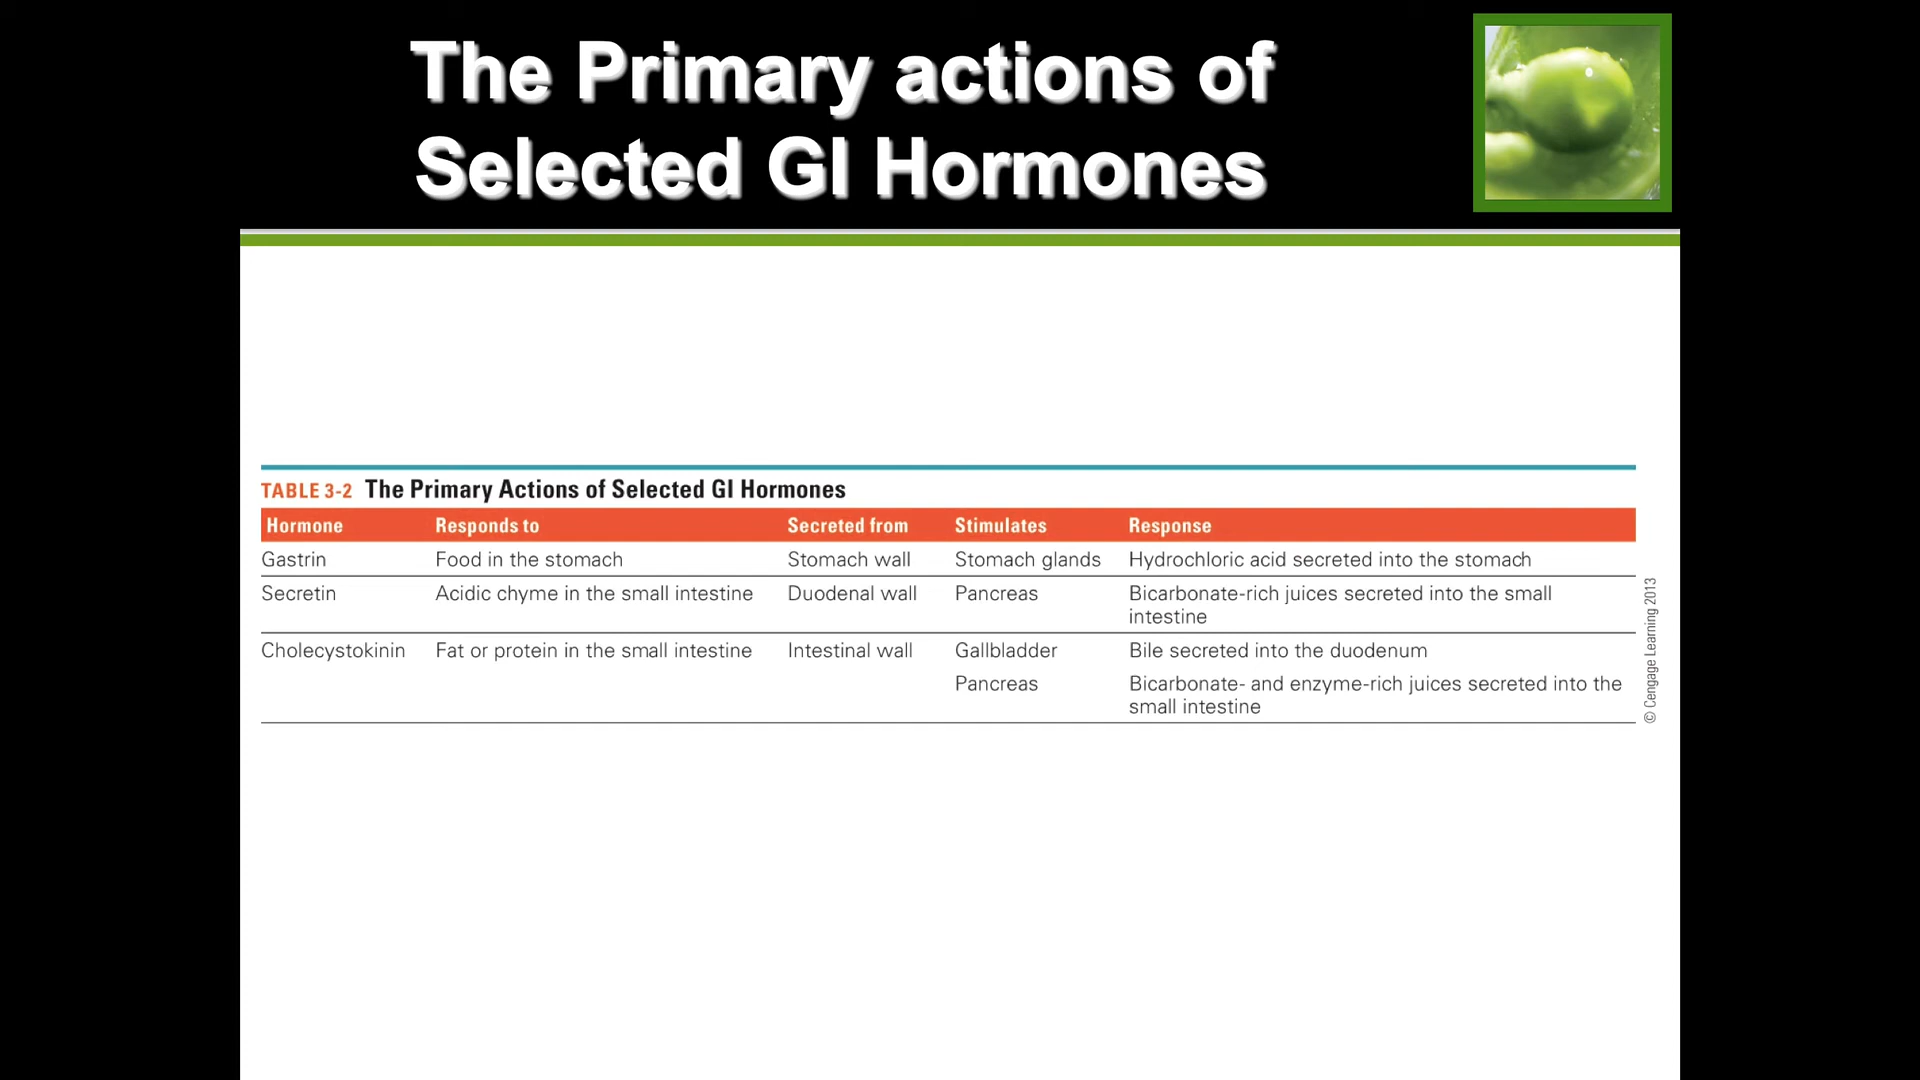 The Primary actions of
Selected GI Hormones
TABLE 3-2 The Primary Actions of Selected GI Hormones
Hormone Responds to Secreted from Stimulates Response
Gastrin Food in the stomach Stomach wall Stomach glands Hydrochloric acid secreted into the stomach
Secretin Acidic chyme in the small intestine Duodenal wall Pancreas Bicarbonate-rich juices secreted into the small
intestine
Cholecystokinin Fat or protein in the small intestine Intestinal wall Gallbladder Bile secreted into the duodenum
Pancreas Bicarbonate- and enzyme-rich juices secreted into the
small intestine
© Cengage Learning 2013